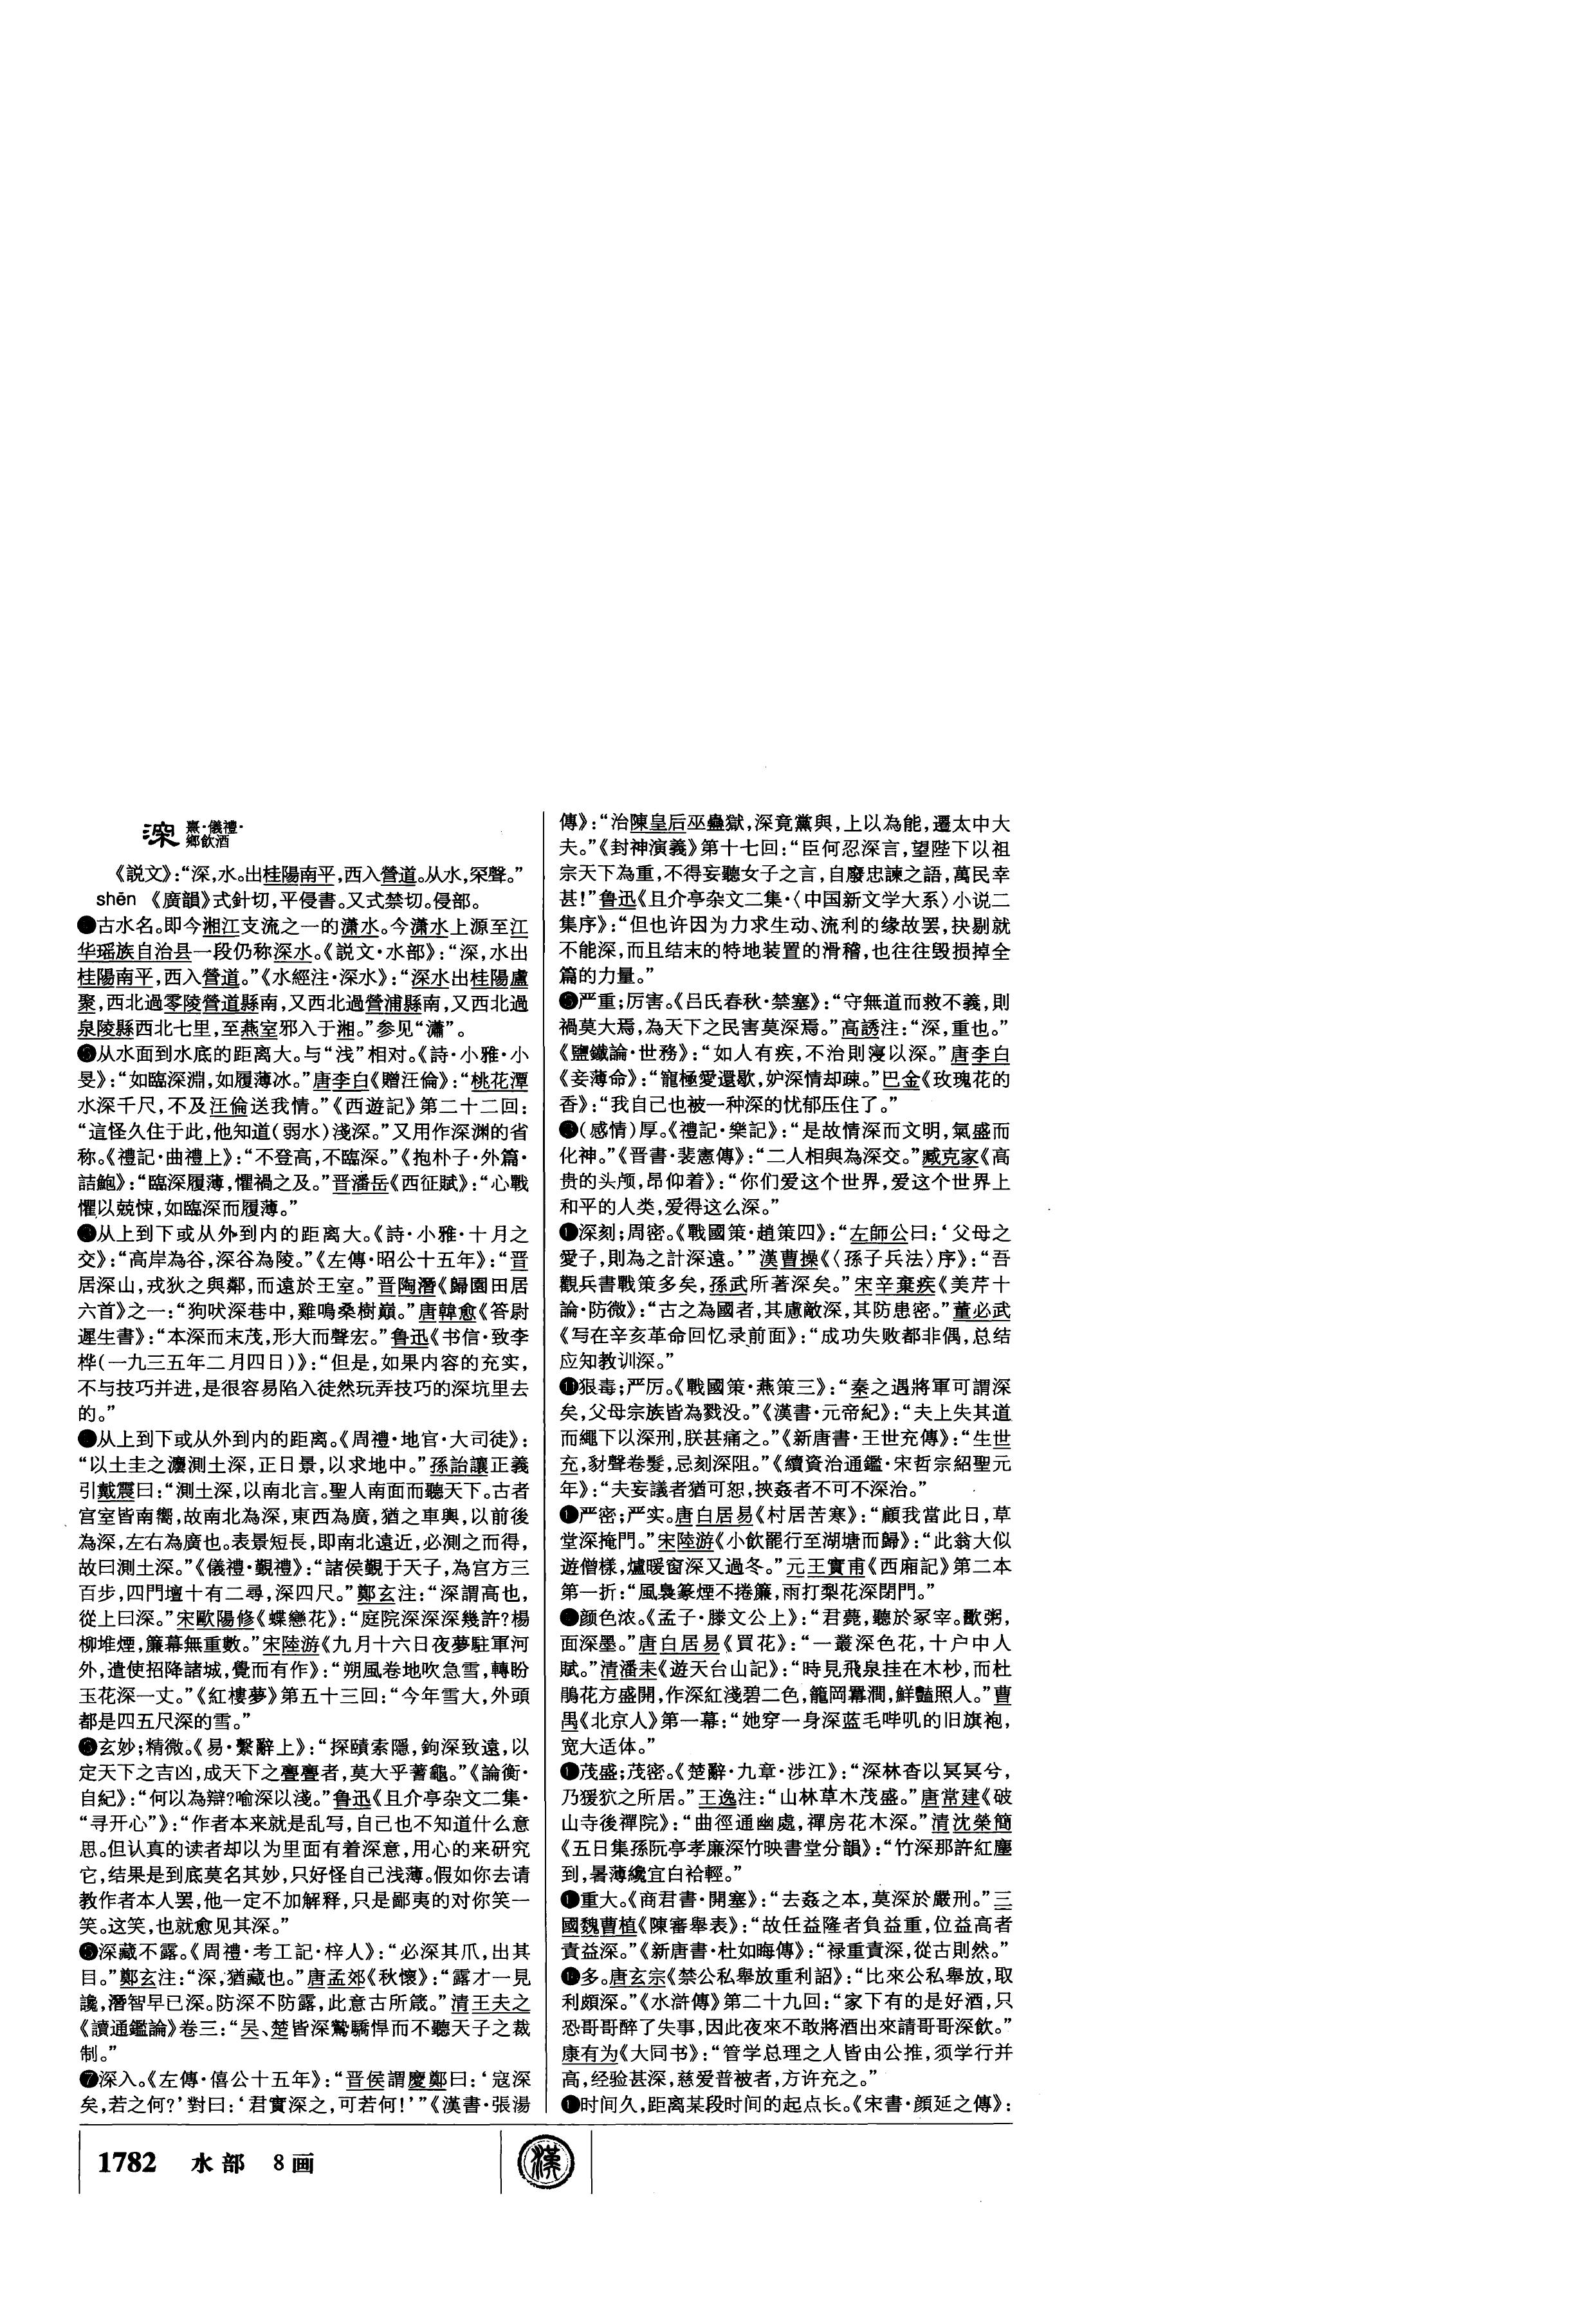 深 熹·儀禮·
鄉飲酒
《説文》：“深，水。出桂陽南平，西入營道。从水，罙聲。”
shēn 《廣韻》式針切，平侵書。又式禁切。侵部。
古水名。即今湘江支流之一的潇水。今潇水上源至江
华瑶族自治县一段仍称深水。《説文·水部》：“深，水出
桂陽南平，西入營道。”《水經注·深水》：“深水出桂陽盧
聚，西北過零陵營道縣南，又西北過營浦縣南，又西北過
泉陵縣西北七里，至燕室邪入于湘。”参见“瀟”。
从水面到水底的距离大。与“浅”相对。《詩·小雅·小
旻》：“如臨深淵，如履薄冰。”唐李白《贈汪倫》：“桃花潭
水深千尺，不及汪倫送我情。”《西遊記》第二十二回：
“這怪久住于此，他知道（弱水）淺深。”又用作深渊的省
称。《禮記·曲禮上》：“不登高，不臨深。”《抱朴子·外篇·
詰鮑》：“臨深履薄，懼禍之及。”晋潘岳《西征賦》：“心戰
懼以兢悚，如臨深而履薄。”
从上到下或从外到内的距离大。《詩·小雅·十月之
交》：“高岸為谷，深谷為陵。”《左傳·昭公十五年》：“晋
居深山，戎狄之與鄰，而遠於王室。”晋陶潛《歸園田居
六首》之一：“狗吠深巷中，雞鳴桑樹巔。”唐韓愈《答尉
遲生書》：“本深而末茂，形大而聲宏。”鲁迅《书信·致李
桦（一九三五年二月四日）》：“但是，如果内容的充实，
不与技巧并进，是很容易陷入徒然玩弄技巧的深坑里去
的。”
从上到下或从外到内的距离。《周禮·地官·大司徒》：
“以土圭之灋測土深，正日景，以求地中。”孫詒讓正義
引戴震曰：“測土深，以南北言。聖人南面而聽天下。古者
宫室皆南嚮，故南北為深，東西為廣，猶之車輿，以前後
為深，左右為廣也。表景短長，即南北遠近，必測之而得，
故曰測土深。”《儀禮·覲禮》：“諸侯覲于天子，為宫方三
百步，四門壇十有二尋，深四尺。”鄭玄注：“深謂高也，
從上曰深。”宋歐陽修《蝶戀花》：“庭院深深深幾許？楊
柳堆煙，簾幕無重數。”宋陸游《九月十六日夜夢駐軍河
外，遣使招降諸城，覺而有作》：“朔風卷地吹急雪，轉盼
玉花深一丈。”《紅樓夢》第五十三回：“今年雪大，外頭
都是四五尺深的雪。”
玄妙；精微。《易·繫辭上》：“探賾索隱，鉤深致遠，以
定天下之吉凶，成天下之亹亹者，莫大乎蓍龜。”《論衡·
自紀》：“何以為辯？喻深以淺。”鲁迅《且介亭杂文二集·
“寻开心”》：“作者本来就是乱写，自己也不知道什么意
思。但认真的读者却以为里面有着深意，用心的来研究
它，结果是到底莫名其妙，只好怪自己浅薄。假如你去请
教作者本人罢，他一定不加解释，只是鄙夷的对你笑一
笑。这笑，也就愈见其深。”
深藏不露。《周禮·考工記·梓人》：“必深其爪，出其
目。”鄭玄注：“深，猶藏也。”唐孟郊《秋懷》：“露才一見
讒，潛智早已深。防深不防露，此意古所箴。”清王夫之
《讀通鑑論》卷三：“吴、楚皆深鷙驕悍而不聽天子之裁
制。”
❼深入。《左傳·僖公十五年》：“晋侯謂慶鄭曰：‘寇深
矣，若之何？’對曰：‘君實深之，可若何！’”《漢書·張湯
傳》：“治陳皇后巫蠱獄，深竟黨與，上以為能，遷太中大
夫。”《封神演義》第十七回：“臣何忍深言，望陛下以祖
宗天下為重，不得妄聽女子之言，自廢忠諫之語，萬民幸
甚！”鲁迅《且介亭杂文二集·〈中国新文学大系〉小说二
集序》：“但也许因为力求生动、流利的缘故罢，抉剔就
不能深，而且结末的特地装置的滑稽，也往往毁损掉全
篇的力量。”
严重；厉害。《吕氏春秋·禁塞》：“守無道而救不義，則
禍莫大焉，為天下之民害莫深焉。”高誘注：“深，重也。”
《鹽鐵論·世務》：“如人有疾，不治則寖以深。”唐李白
《妾薄命》：“寵極愛還歇，妒深情却疎。”巴金《玫瑰花的
香》：“我自己也被一种深的忧郁压住了。”
（感情）厚。《禮記·樂記》：“是故情深而文明，氣盛而
化神。”《晋書·裴憲傳》：“二人相與為深交。”臧克家《高
贵的头颅，昂仰着》：“你们爱这个世界，爱这个世界上
和平的人类，爱得这么深。”
深刻；周密。《戰國策·趙策四》：“左師公曰：‘父母之
愛子，則為之計深遠。’”漢曹操《〈孫子兵法〉序》：“吾
觀兵書戰策多矣，孫武所著深矣。”宋辛棄疾《美芹十
論·防微》：“古之為國者，其慮敵深，其防患密。”董必武
《写在辛亥革命回忆录前面》：“成功失败都非偶，总结
应知教训深。”
⓫狠毒；严厉。《戰國策·燕策三》：“秦之遇將軍可謂深
矣，父母宗族皆為戮没。”《漢書·元帝紀》：“夫上失其道
而繩下以深刑，朕甚痛之。”《新唐書·王世充傳》：“生世
充，豺聲卷髮，忌刻深阻。”《續資治通鑑·宋哲宗紹聖元
年》：“夫妄議者猶可恕，挾姦者不可不深治。”
严密；严实。唐白居易《村居苦寒》：“顧我當此日，草
堂深掩門。”宋陸游《小飲罷行至湖塘而歸》：“此翁大似
遊僧樣，爐暖窗深又過冬。”元王實甫《西廂記》第二本
第一折：“風裊篆煙不捲簾，雨打梨花深閉門。”
颜色浓。《孟子·滕文公上》：“君薨，聽於冢宰。歠粥，
面深墨。”唐白居易《買花》：“一叢深色花，十户中人
賦。”清潘耒《遊天台山記》：“時見飛泉挂在木杪，而杜
鵑花方盛開，作深紅淺碧二色，籠岡罥澗，鮮豔照人。”曹
禺《北京人》第一幕：“她穿一身深蓝毛哔叽的旧旗袍，
宽大适体。”
茂盛；茂密。《楚辭·九章·涉江》：“深林杳以冥冥兮，
乃猨狖之所居。”王逸注：“山林草木茂盛。”唐常建《破
山寺後禪院》：“曲徑通幽處，禪房花木深。”清沈榮簡
《五日集孫阮亭孝廉深竹映書堂分韻》：“竹深那許紅塵
到，暑薄纔宜白袷輕。”
重大。《商君書·開塞》：“去姦之本，莫深於嚴刑。”三
國魏曹植《陳審舉表》：“故任益隆者負益重，位益高者
責益深。”《新唐書·杜如晦傳》：“禄重責深，從古則然。”
多。唐玄宗《禁公私舉放重利詔》：“比來公私舉放，取
利頗深。”《水滸傳》第二十九回：“家下有的是好酒，只
恐哥哥醉了失事，因此夜來不敢將酒出來請哥哥深飲。”
康有为《大同书》：“管学总理之人皆由公推，须学行并
高，经验甚深，慈爱普被者，方许充之。”
时间久，距离某段时间的起点长。《宋書·顔延之傳》：
1782 水部 8画
漢